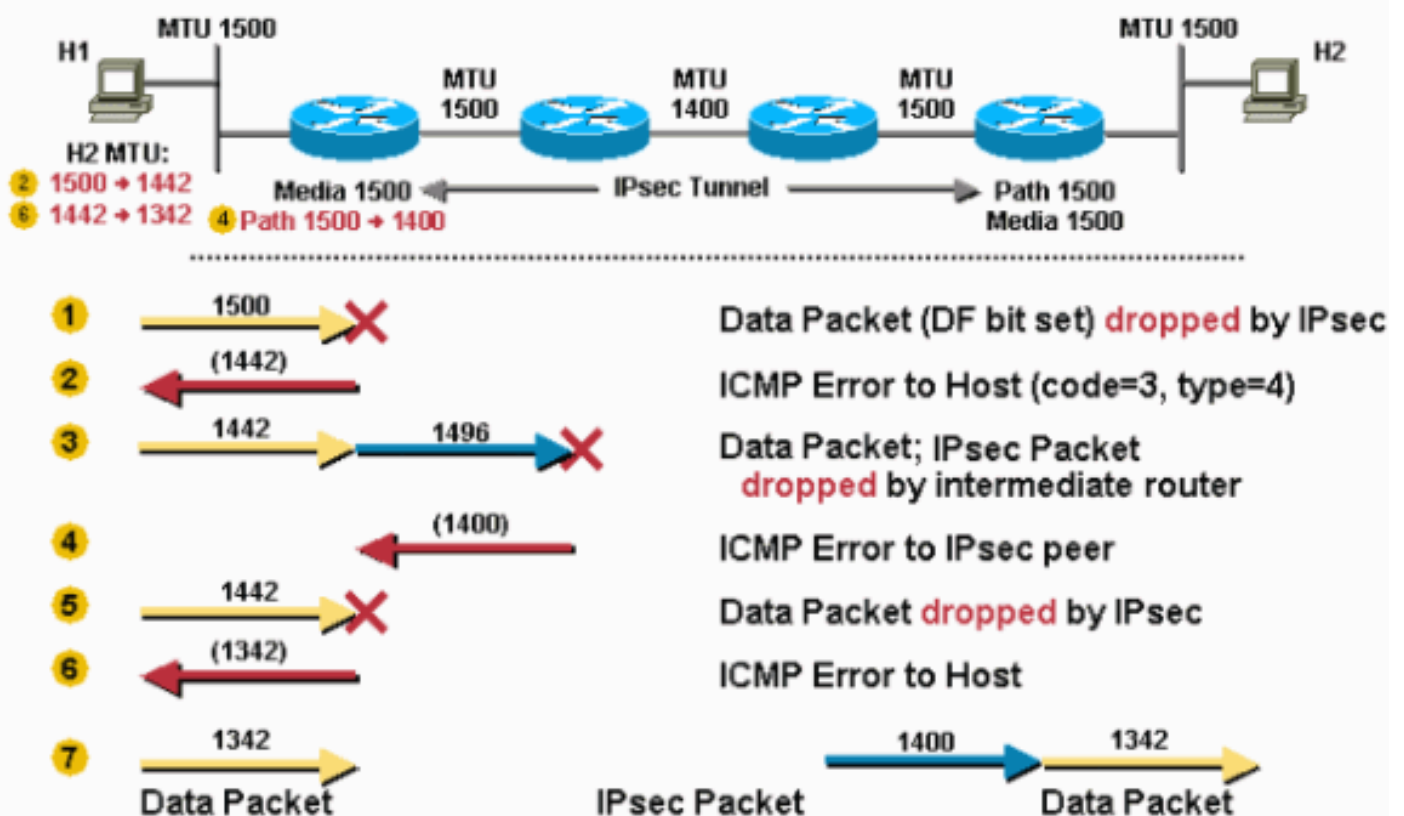 MTU 1500
MTU 1500
H1
H2
MTU
1500
MTU
1400
MTU
1500
H2 MTU:
2 1500 → 1442
6 1442 → 1342
Media 1500
IPsec Tunnel
Path 1500
4 Path 1500 → 1400
Media 1500
1
1500
Data Packet (DF bit set) dropped by IPsec
2
(1442)
ICMP Error to Host (code=3, type=4)
3
1442
1496
Data Packet; IPsec Packet
dropped by intermediate router
4
(1400)
ICMP Error to IPsec peer
5
1442
Data Packet dropped by IPsec
6
(1342)
ICMP Error to Host
7
1342
1400
1342
Data Packet
IPsec Packet
Data Packet